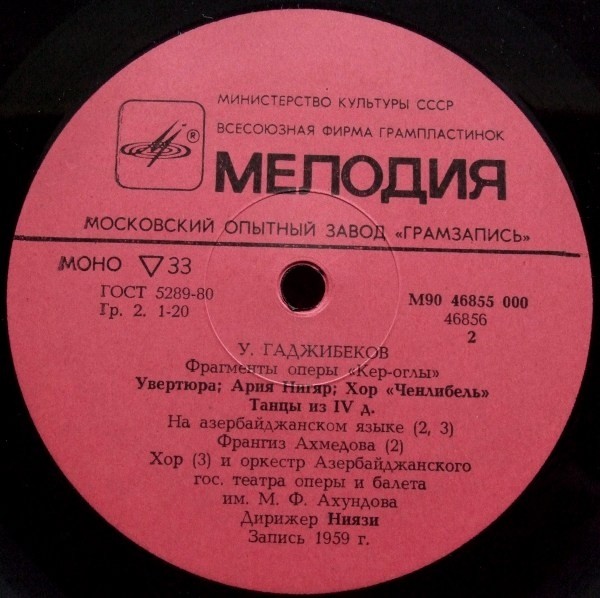 МИНИСТЕРСТВО КУЛЬТУРЫ СССР
ВСЕСОЮЗНАЯ ФИРМА ГРАМПЛАСТИНОК
®
МЕЛОДИЯ
МОСКОВСКИЙ ОПЫТНЫЙ ЗАВОД «ГРАМЗАПИСЬ»
МОНО ▽ 33
ГОСТ 5289-80
Гр. 2. 1-20
М90 46855 000
46856
2
У. ГАДЖИБЕКОВ
Фрагменты оперы «Кер-оглы»
Увертюра; Ария Нигяр; Хор «Ченлибель»
Танцы из IV д.
На азербайджанском языке (2, 3)
Франгиз Ахмедова (2)
Хор (3) и оркестр Азербайджанского
гос. театра оперы и балета
им. М. Ф. Ахундова
Дирижер Ниязи
Запись 1959 г.